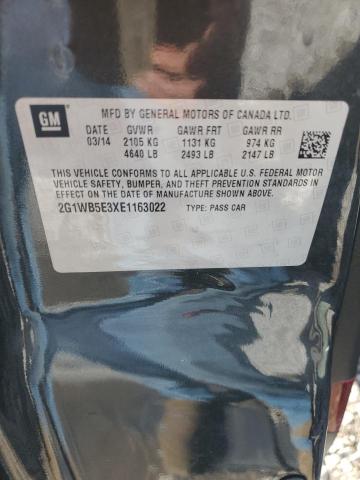 GM
MFD BY GENERAL MOTORS OF CANADA LTD.
DATE GVWR GAWR FRT GAWR RR
03/14 2105 KG 1131 KG 974 KG
4640 LB 2493 LB 2147 LB
THIS VEHICLE CONFORMS TO ALL APPLICABLE U.S. FEDERAL MOTOR
VEHICLE SAFETY, BUMPER, AND THEFT PREVENTION STANDARDS
IN EFFECT ON THE DATE OF MANUFACTURE SHOWN ABOVE.
2G1WB5E3XE1163022 TYPE: PASS CAR